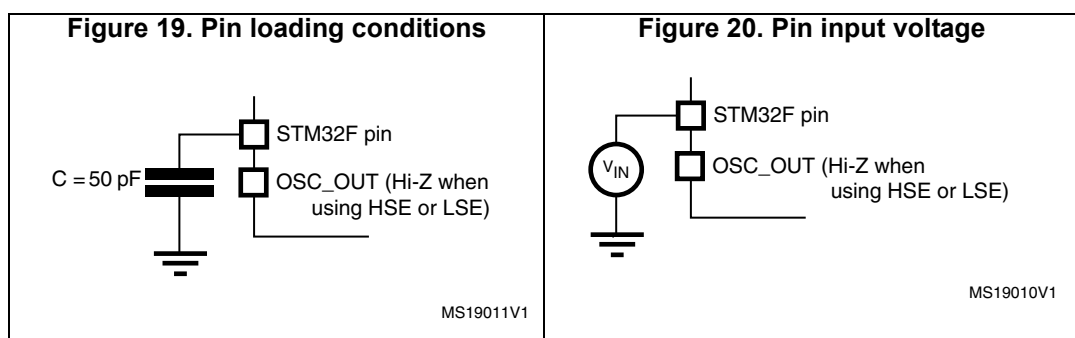 Figure 19. Pin loading conditions
STM32F pin
C = 50 pF
OSC_OUT (Hi-Z when
using HSE or LSE)
MS19011V1
Figure 20. Pin input voltage
STM32F pin
VIN
OSC_OUT (Hi-Z when
using HSE or LSE)
MS19010V1